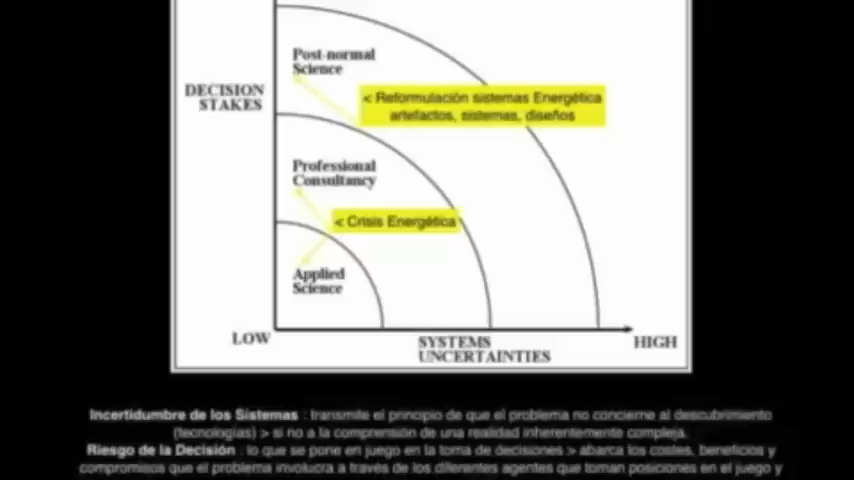 Post-normal
Science
DECISION
STAKES
< Reformulación sistemas Energética
artefactos, sistemas, diseños
Professional
Consultancy
< Crisis Energética
Applied
Science
LOW
SYSTEMS
UNCERTAINTIES
HIGH
Incertidumbre de los Sistemas : transmite el principio de que el problema no concierne al descubrimiento
(tecnologías) > si no a la comprensión de una realidad inherentemente compleja.
Riesgo de la Decisión : lo que se pone en juego en la toma de decisiones > abarca los costes, beneficios y
compromisos que el problema involucra a través de los diferentes agentes que toman posiciones en el juego y